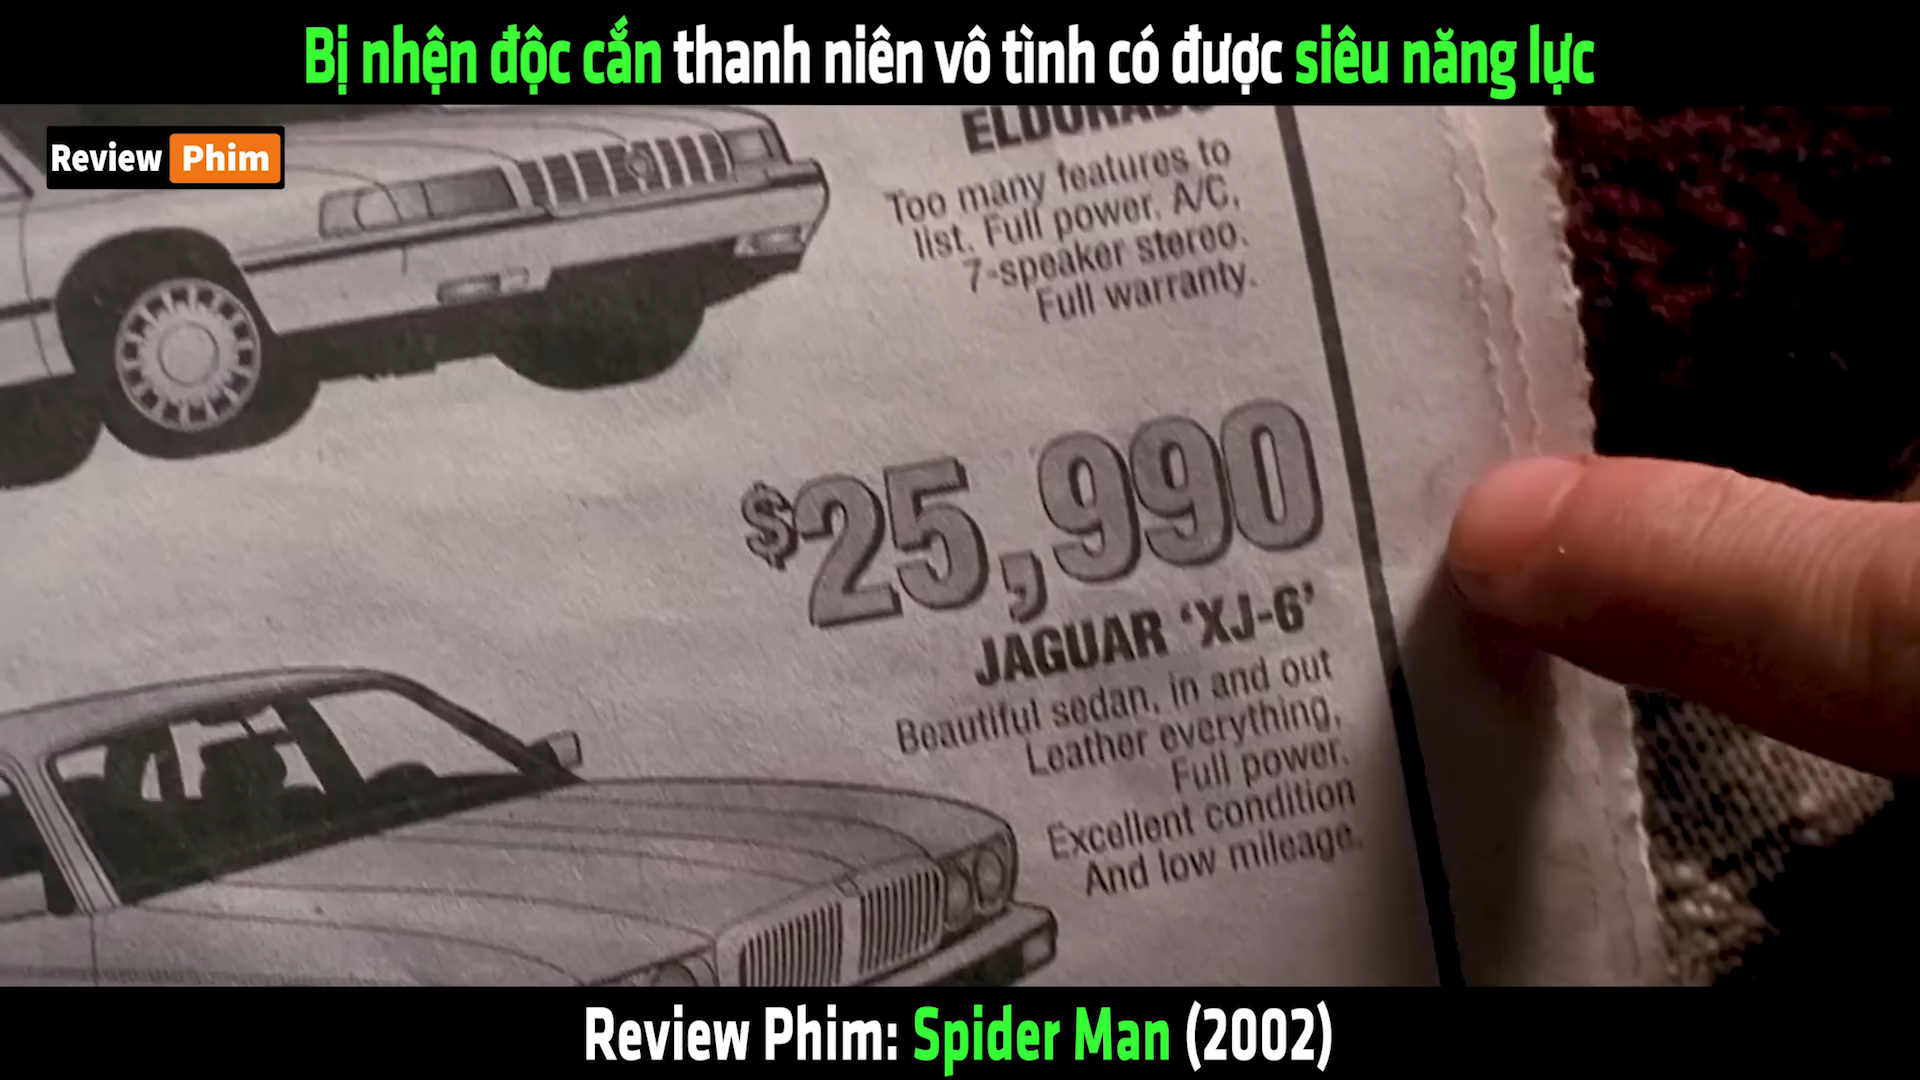 Bị nhện độc cắn thanh niên vô tình có được siêu năng lực
Review Phim
ELDORADO
Too many features to
list. Full power. A/C,
7-speaker stereo.
Full warranty.
$25,990
JAGUAR ‘XJ-6’
Beautiful sedan, in and out
Leather everything,
Full power.
Excellent condition
And low mileage.
Review Phim: Spider Man (2002)